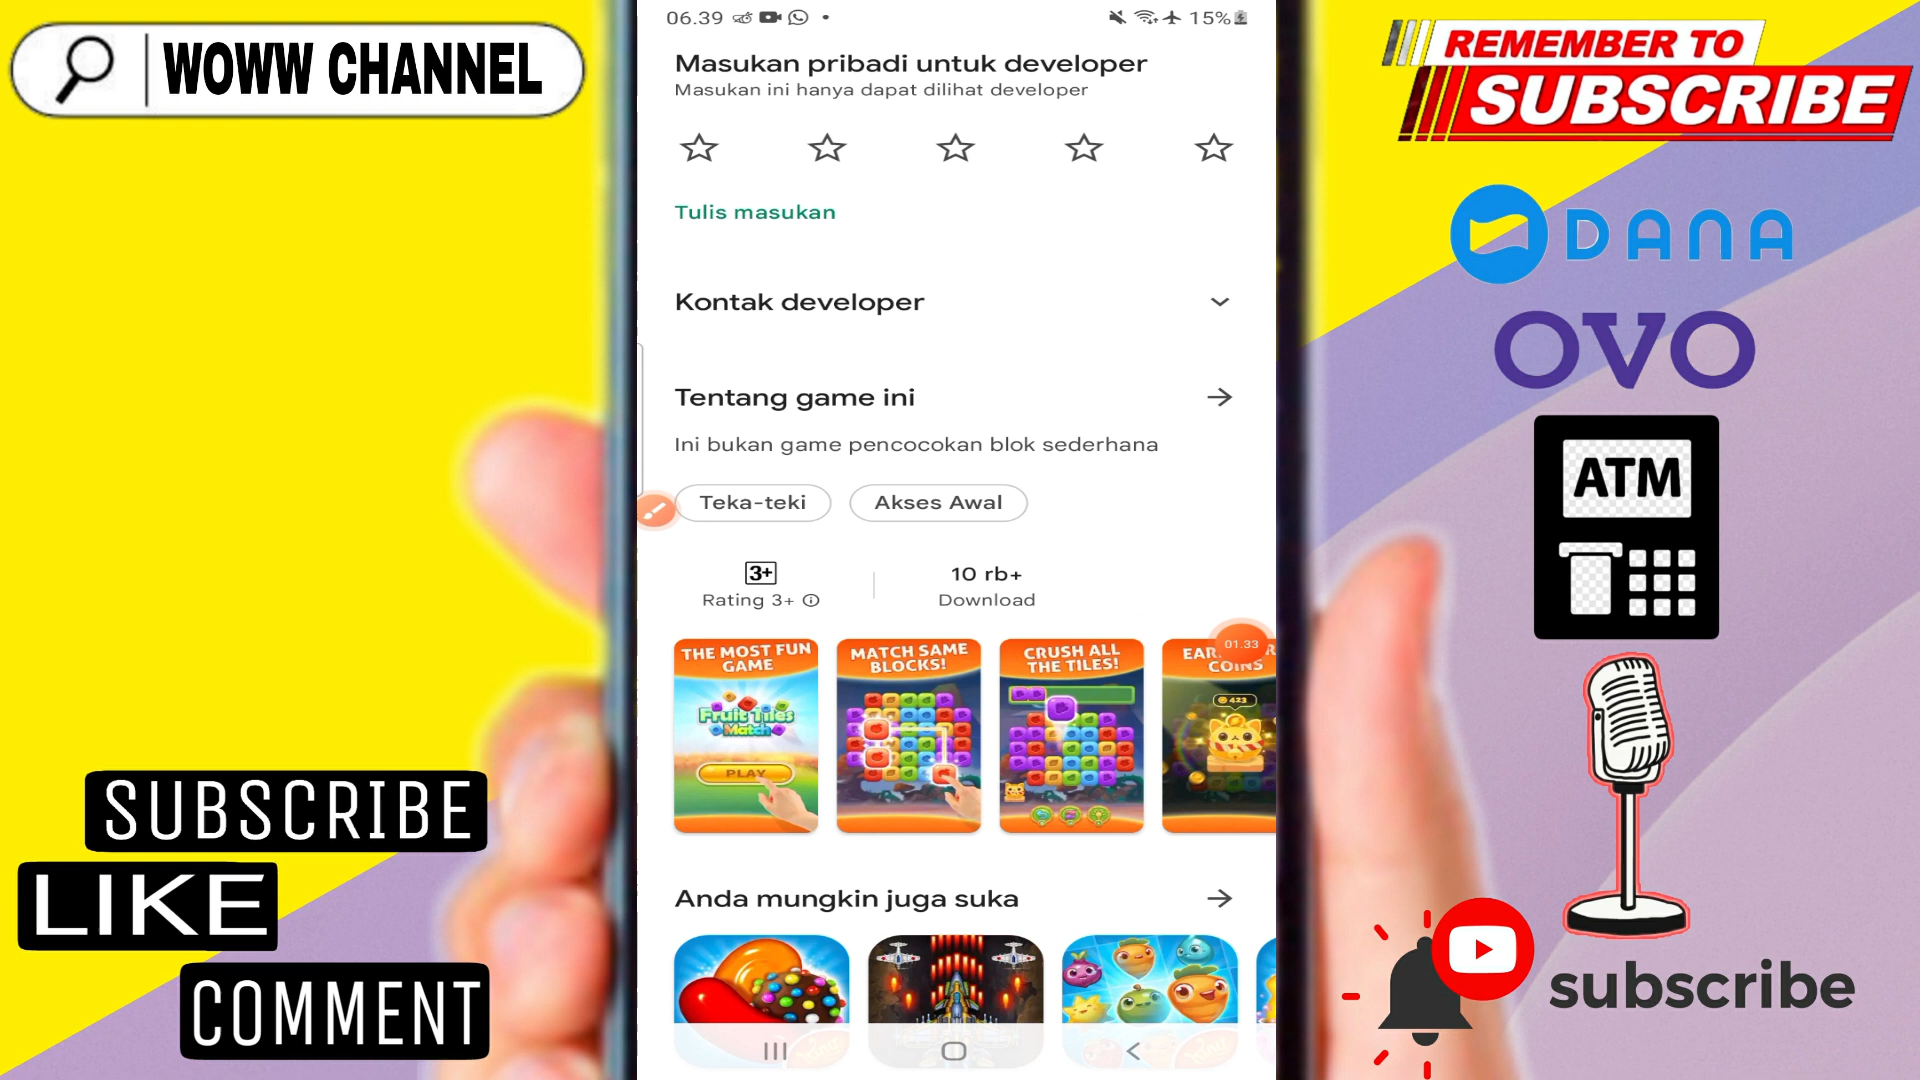 WOWW CHANNEL
REMEMBER TO
SUBSCRIBE
DANA
OVO
ATM
subscribe
SUBSCRIBE
LIKE
COMMENT
06.39
15%
Masukan pribadi untuk developer
Masukan ini hanya dapat dilihat developer
Tulis masukan
Kontak developer
Tentang game ini
Ini bukan game pencocokan blok sederhana
Teka-teki
Akses Awal
3+
Rating 3+
10 rb+
Download
01.33
THE MOST FUN
GAME
Fruit Tiles
Match
PLAY
MATCH SAME
BLOCKS!
CRUSH ALL
THE TILES!
COINS
423
Anda mungkin juga suka